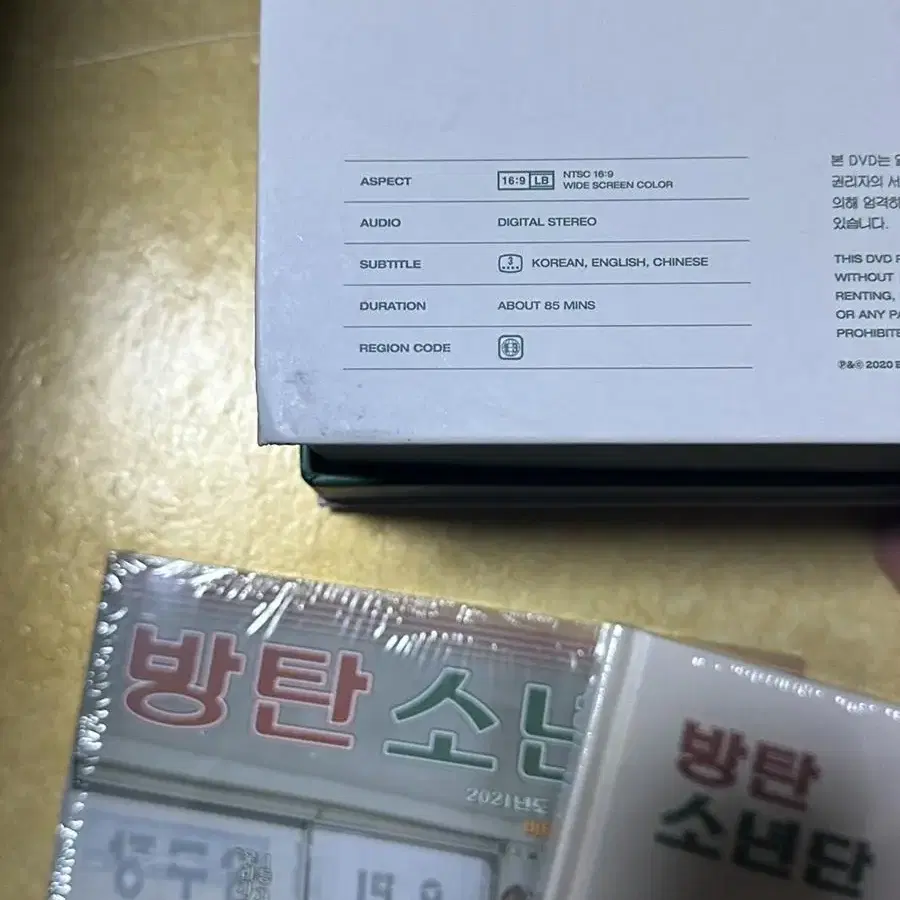 ASPECT 16:9 LB NTSC 16:9
WIDE SCREEN COLOR
AUDIO DIGITAL STEREO
SUBTITLE 3 KOREAN, ENGLISH, CHINESE
DURATION ABOUT 85 MINS
REGION CODE
본 DVD는
권리자의
의해 엄격하
있습니다.
THIS DVD
WITHOUT
RENTING,
OR ANY
PROHIBITE
℗&© 2020
방탄소년
2021년도
방탄
소년단